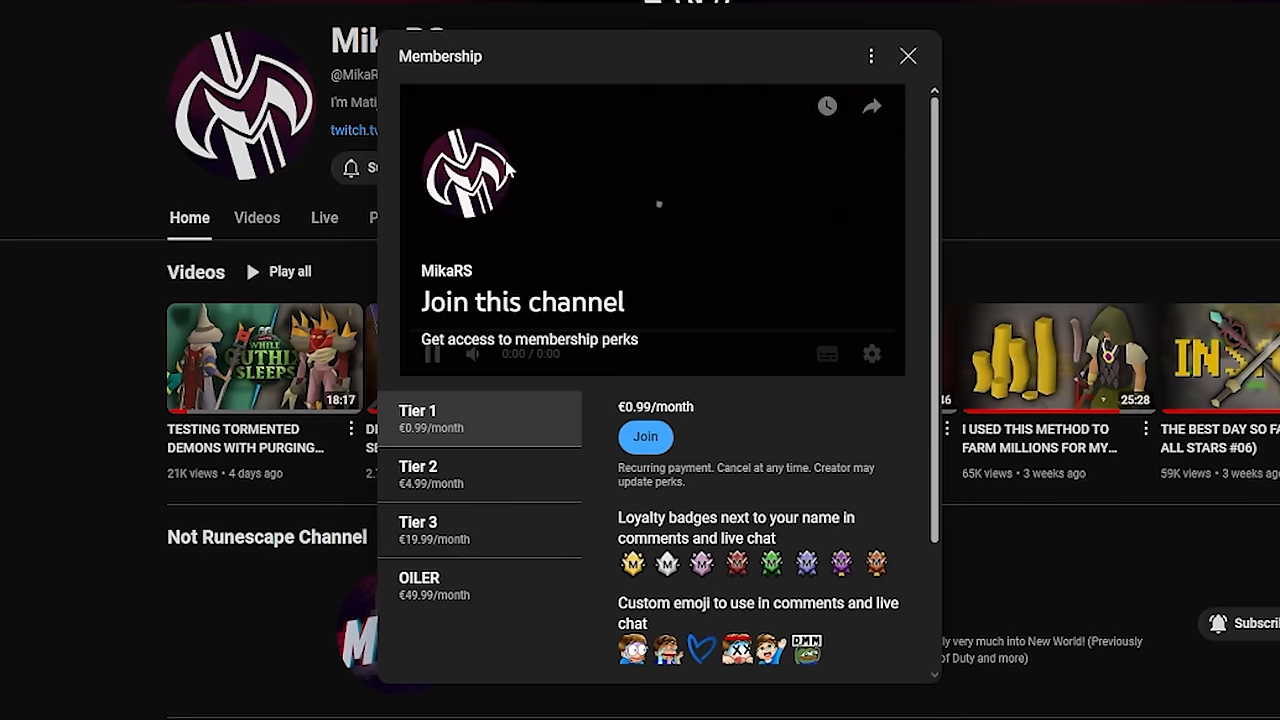 Mik
@MikaR
I'm Mati
twitch.tv
Membership
MikaRS
Join this channel
Get access to membership perks
0:00 / 0:00
Home Videos Live P
Videos Play all
WHILE
GUTHIX
SLEEPS
18:17
25:28
TESTING TORMENTED
DEMONS WITH PURGING...
21K views • 4 days ago
I USED THIS METHOD TO
FARM MILLIONS FOR MY...
65K views • 3 weeks ago
THE BEST DAY SO FA
ALL STARS #06)
59K views • 3 weeks ag
Tier 1
€0.99/month
Tier 2
€4.99/month
Tier 3
€19.99/month
OILER
€49.99/month
€0.99/month
Join
Recurring payment. Cancel at any time. Creator may
update perks.
Loyalty badges next to your name in
comments and live chat
Custom emoji to use in comments and live
chat
DMM
Not Runescape Channel
M
ly very much into New World! (Previously
of Duty and more)
Subscri